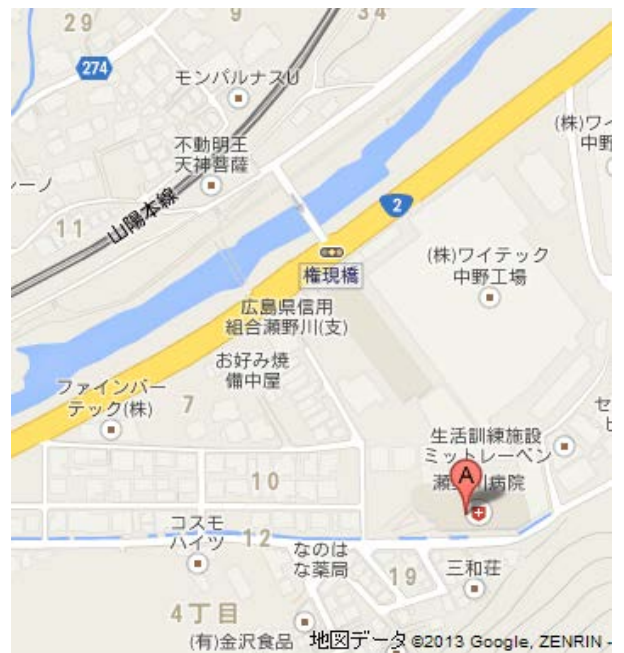 29
9
34
274
モンパルナスU
(株)ワイ
中野
不動明王
天神菩薩
山陽本線
11
2
権現橋
(株)ワイテック
中野工場
広島県信用
組合瀬野川(支)
お好み焼
備中屋
ファインバー
テック(株)
7
セ
生活訓練施設
ミットレーベン
A
病院
10
コスモ
ハイツ
12
なのは
な薬局
19
三和荘
4丁目
(有)金沢食品
地図データ ©2013 Google, ZENRIN -